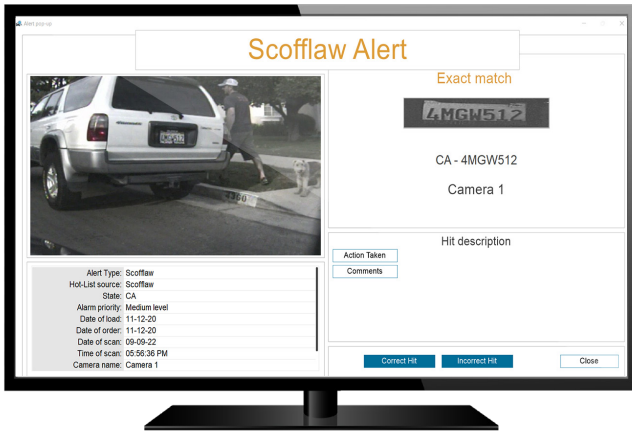 Alert pop-up
Scofflaw Alert
Exact match
4MGW512
CA - 4MGW512
Camera 1
4MGW512
4360
Hit description
Action Taken
Comments
Alert Type: Scofflaw
Hot-List source: Scofflaw
State: CA
Alarm priority: Medium level
Date of load: 11-12-20
Date of order: 11-12-20
Date of scan: 09-09-22
Time of scan: 05:56:36 PM
Camera name: Camera 1
Correct Hit
Incorrect Hit
Close